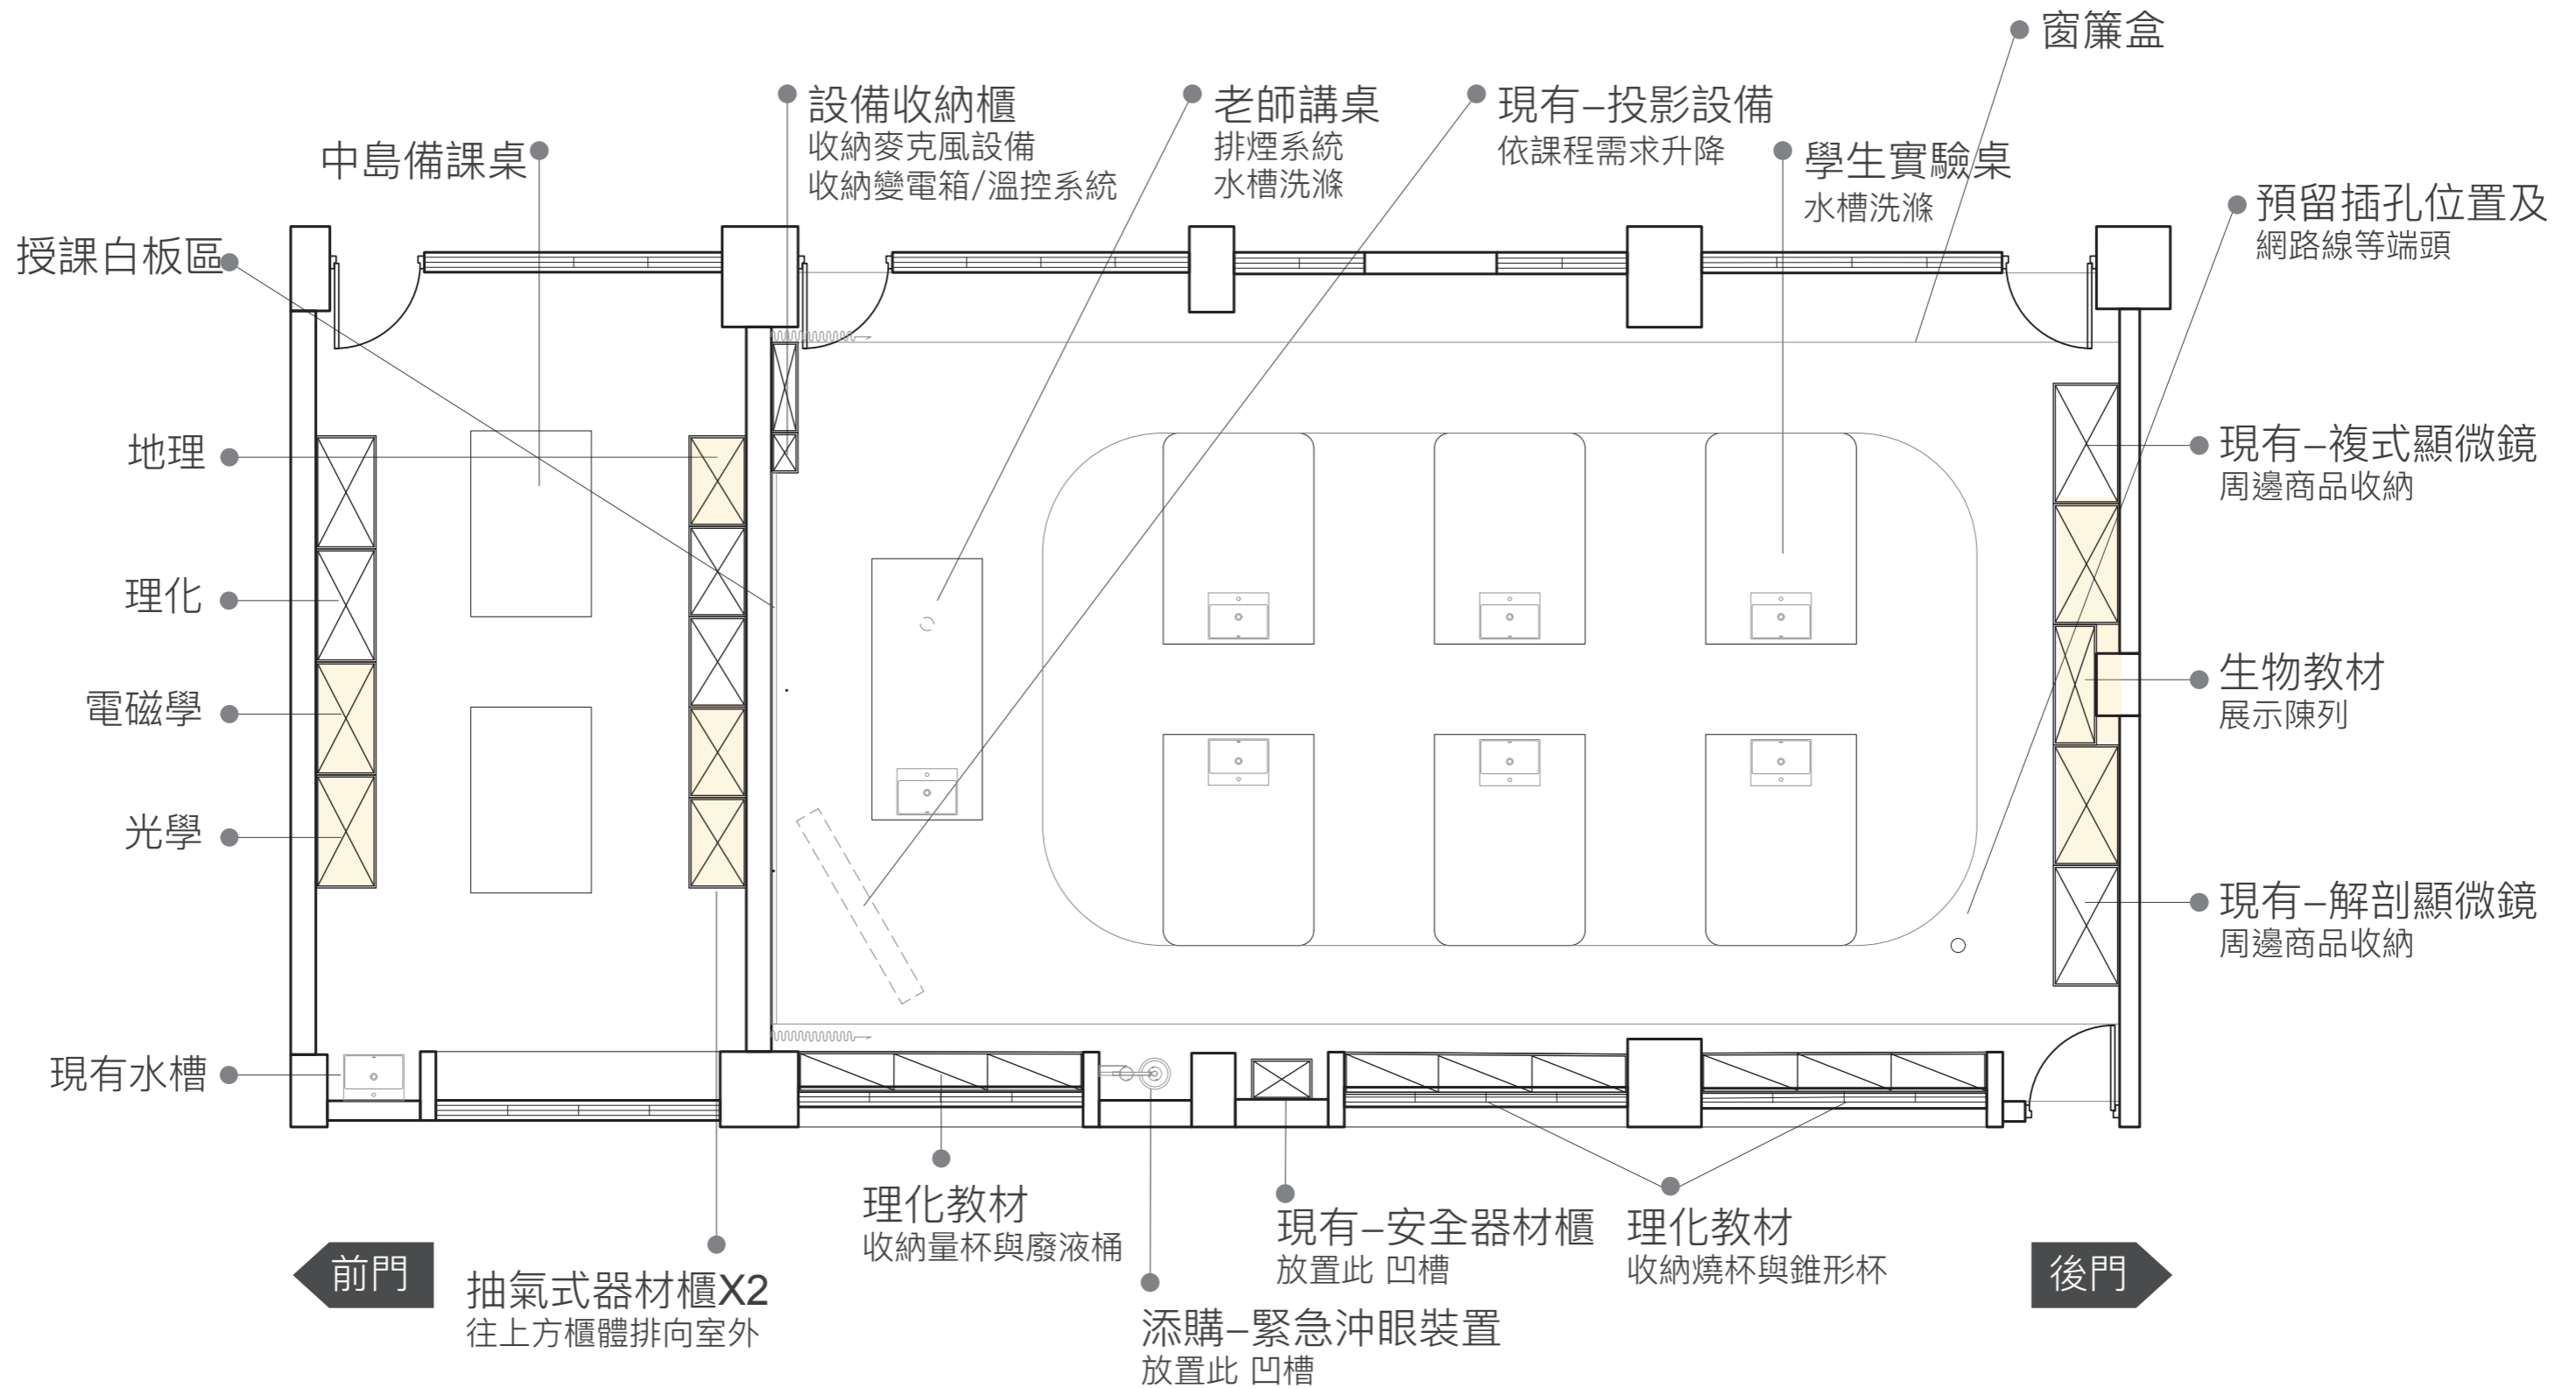 窗簾盒
設備收納櫃
收納麥克風設備
收納變電箱/溫控系統
老師講桌
排煙系統
水槽洗滌
現有–投影設備
依課程需求升降
中島備課桌
學生實驗桌
水槽洗滌
預留插孔位置及
網路線等端頭
授課白板區
地理
現有–複式顯微鏡
周邊商品收納
理化
電磁學
生物教材
展示陳列
光學
現有–解剖顯微鏡
周邊商品收納
現有水槽
理化教材
收納量杯與廢液桶
現有–安全器材櫃
放置此 凹槽
理化教材
收納燒杯與錐形杯
前門
後門
抽氣式器材櫃X2
往上方櫃體排向室外
添購–緊急沖眼裝置
放置此 凹槽